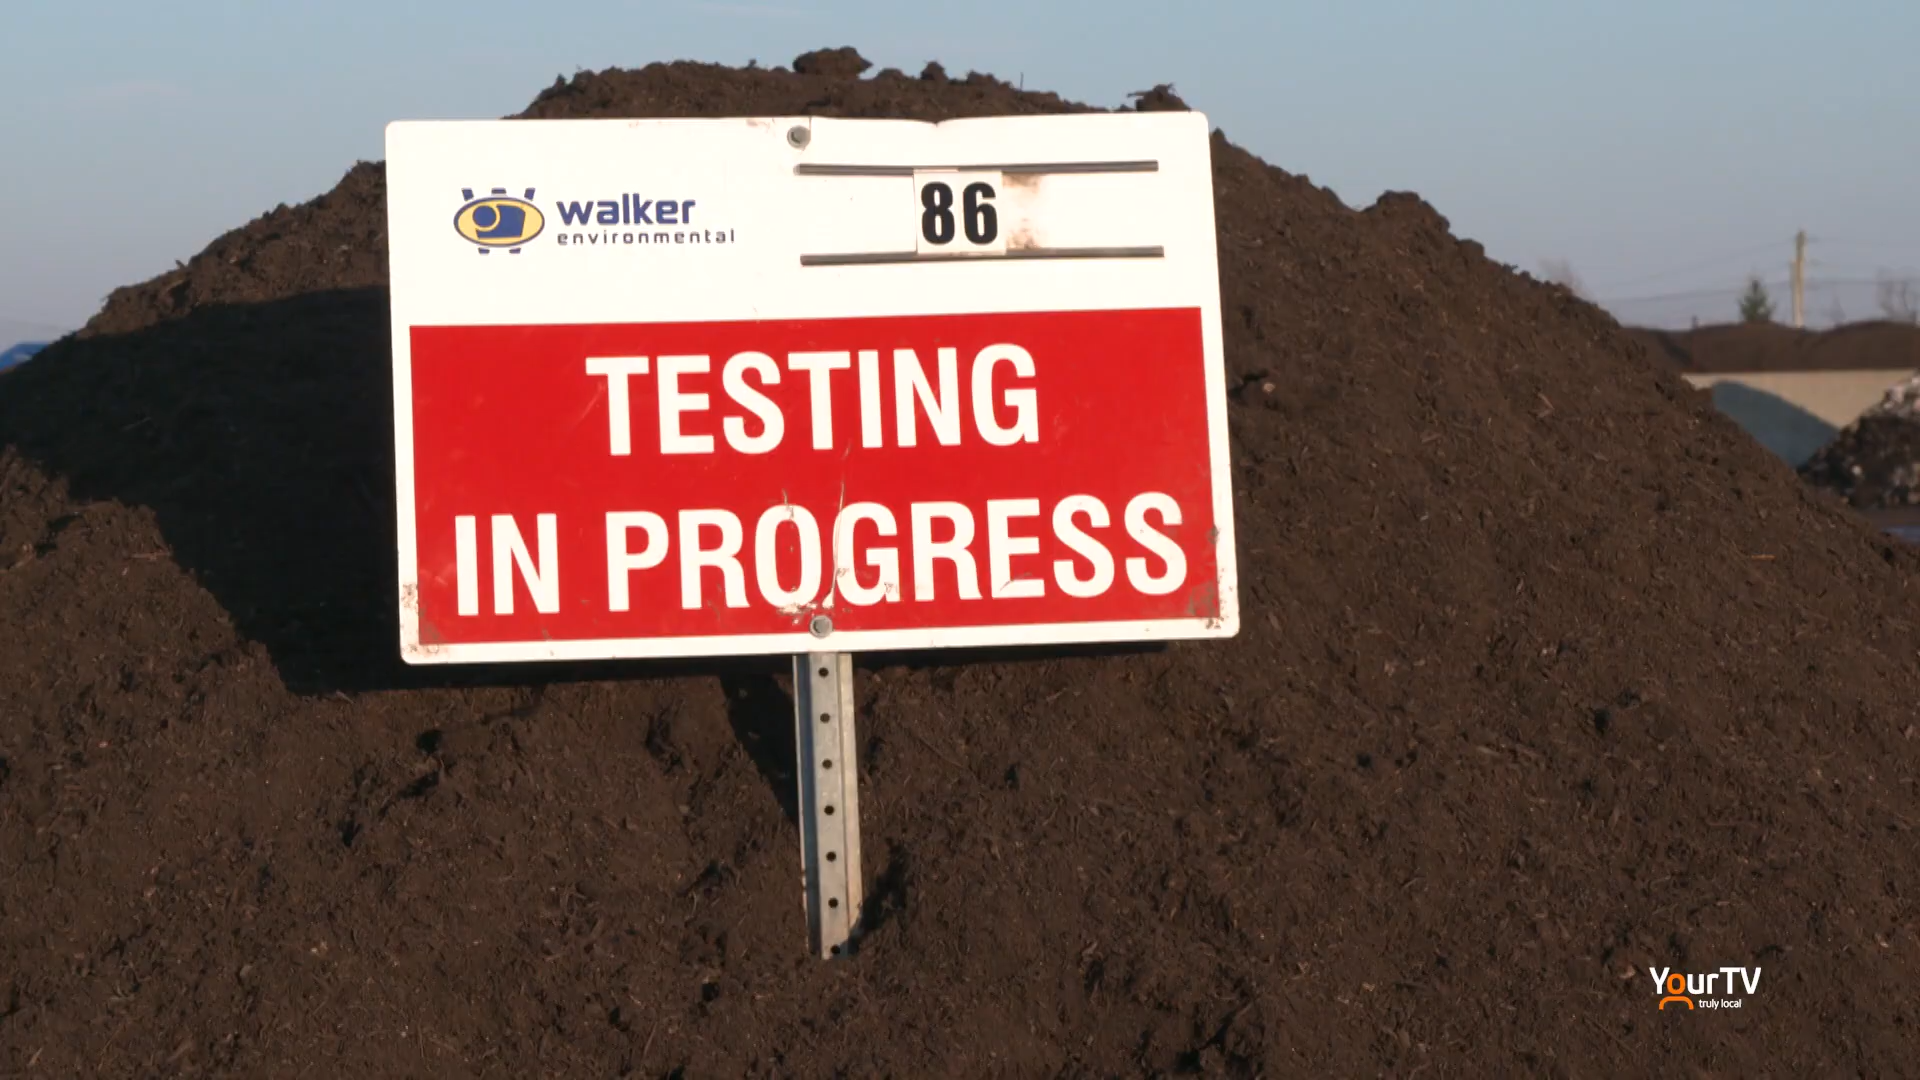 walker
environmental
86
TESTING
IN PROGRESS
YourTV
truly local